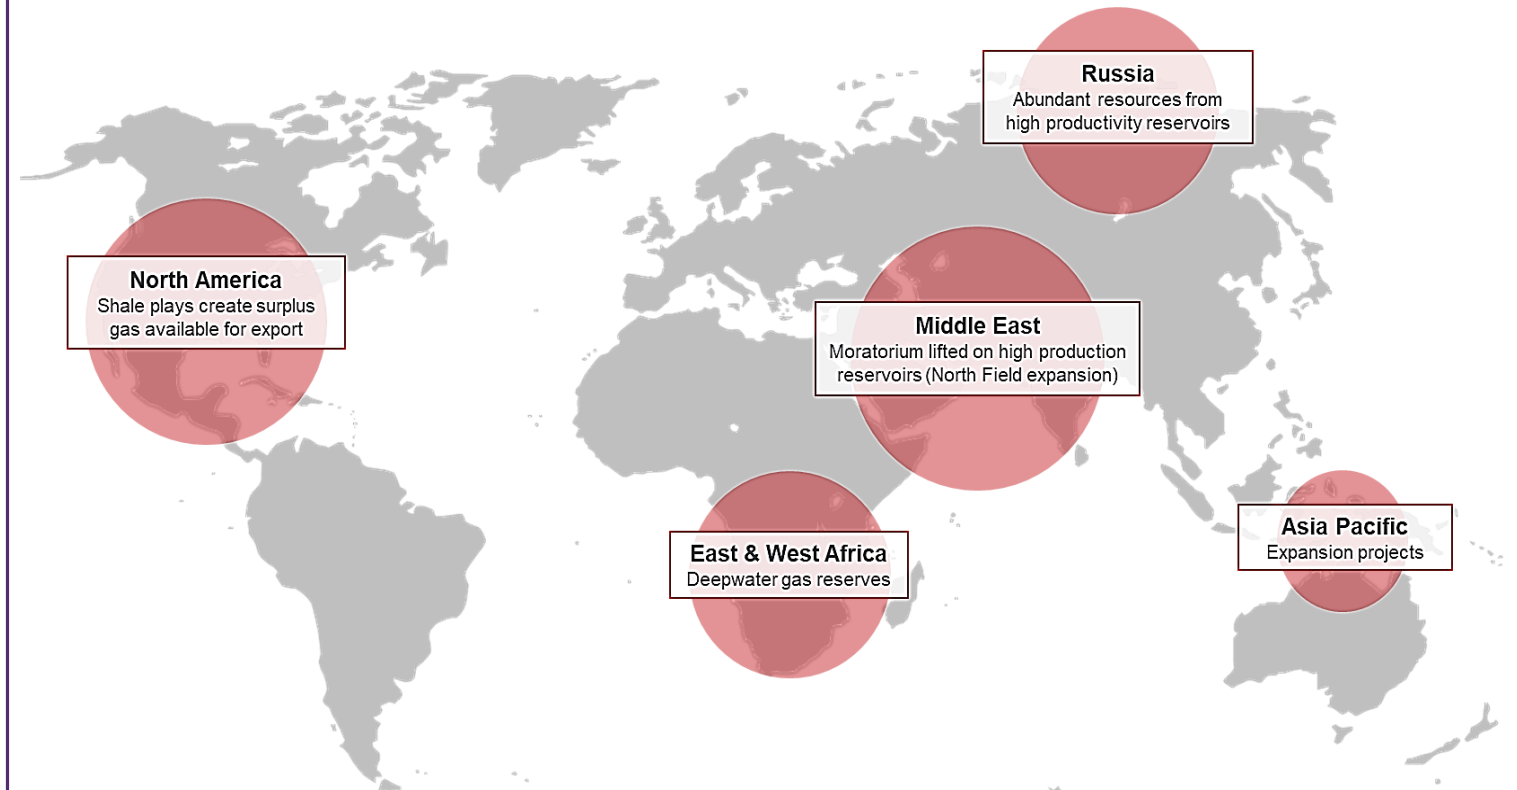 Russia
Abundant resources from
high productivity reservoirs
North America
Shale plays create surplus
gas available for export
Middle East
Moratorium lifted on high production
reservoirs (North Field expansion)
East & West Africa
Deepwater gas reserves
Asia Pacific
Expansion projects